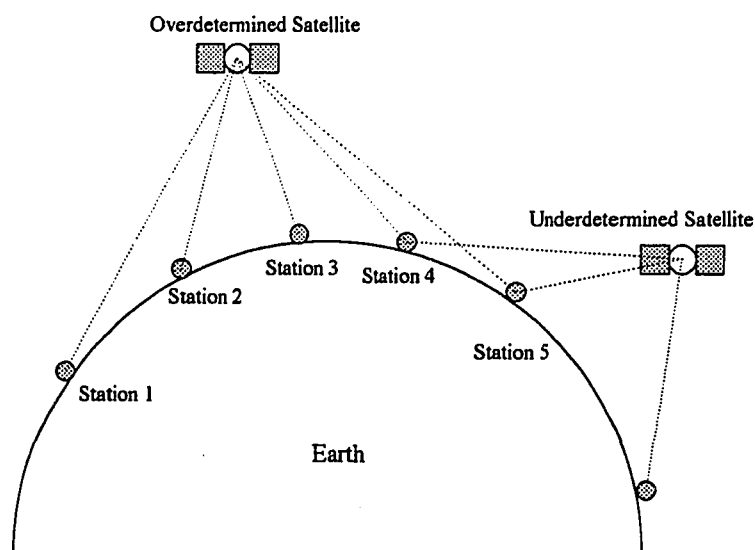 Overdetermined Satellite
Underdetermined Satellite
Station 3
Station 4
Station 2
Station 5
Station 1
Earth